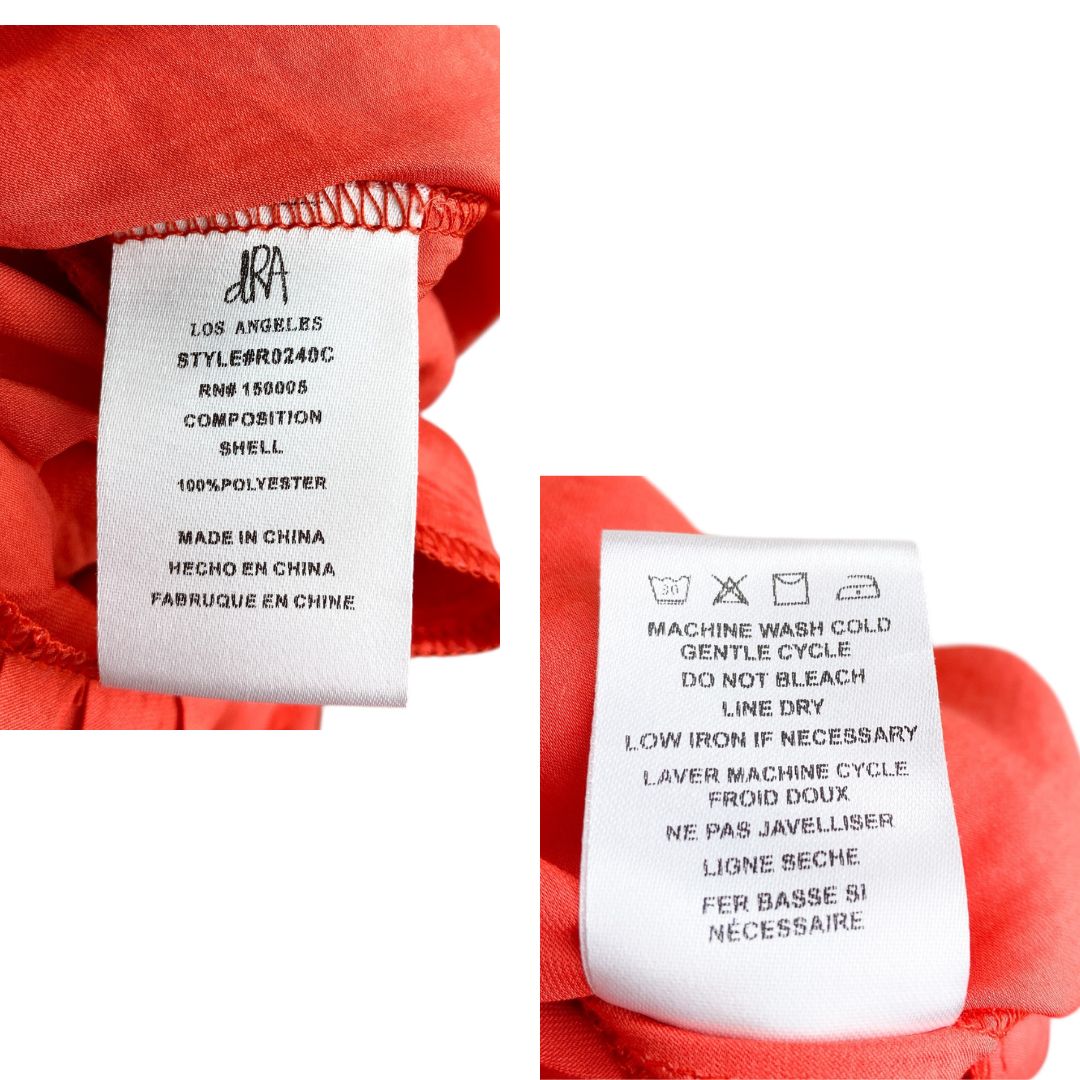 dRA
LOS ANGELES
STYLE#R0240C
RN# 150005
COMPOSITION
SHELL
100%POLYESTER
MADE IN CHINA
HECHO EN CHINA
FABRUQUE EN CHINE
30
MACHINE WASH COLD
GENTLE CYCLE
DO NOT BLEACH
LINE DRY
LOW IRON IF NECESSARY
LAVER MACHINE CYCLE
FROID DOUX
NE PAS JAVELLISER
LIGNE SECHE
FER BASSE SI
NÉCESSAIRE